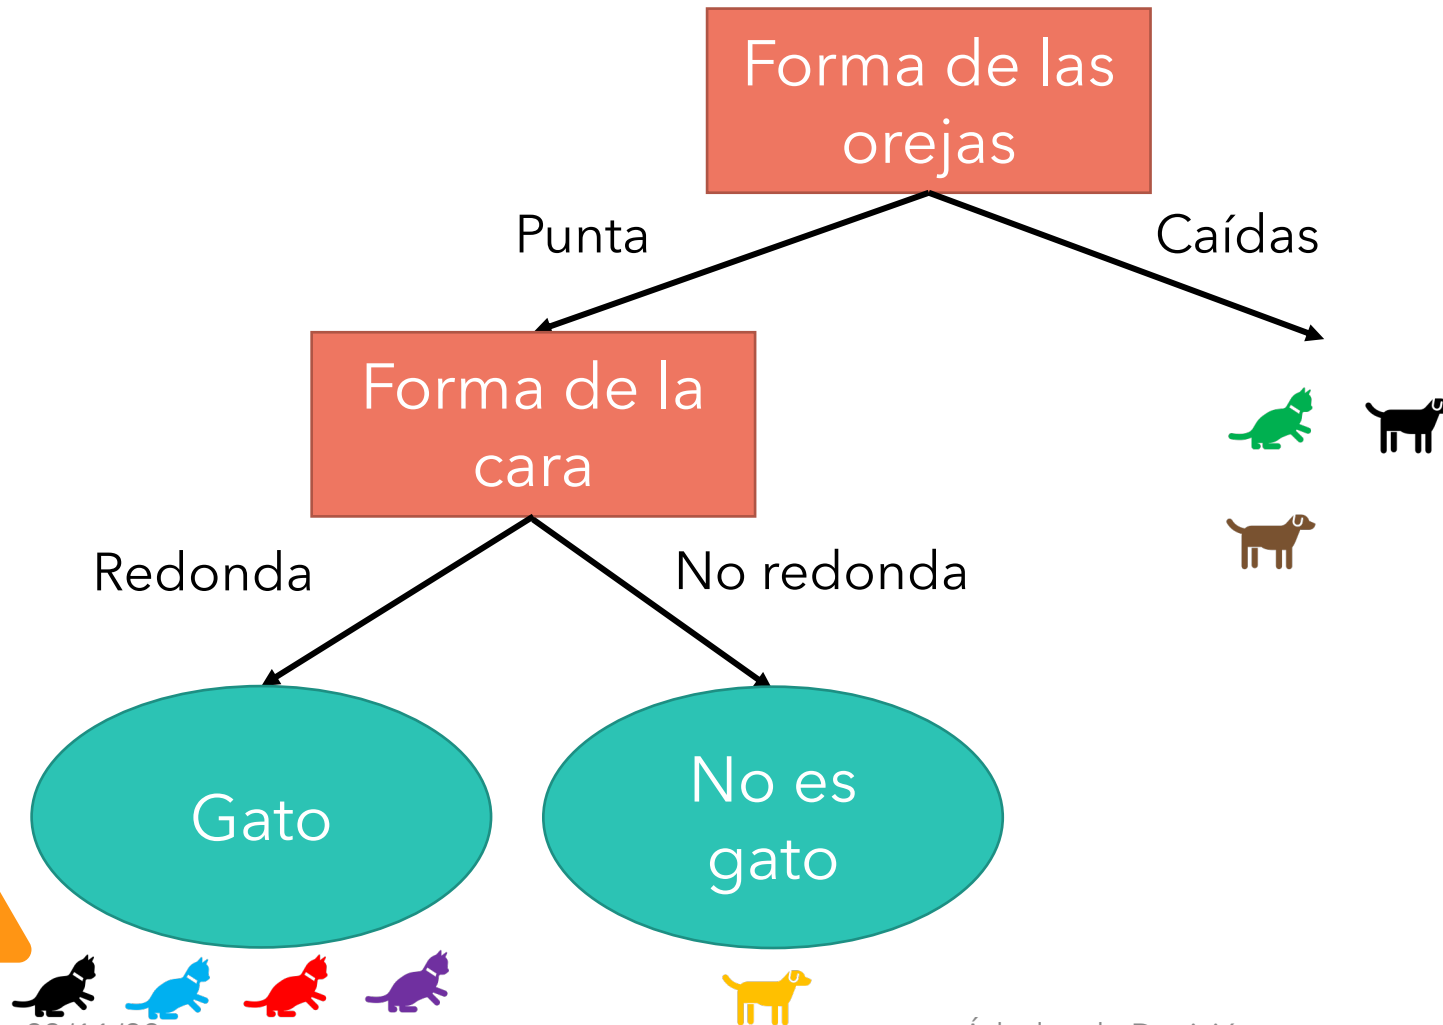 Forma de las
orejas
Punta
Caídas
Forma de la
cara
Redonda
No redonda
Gato
No es
gato